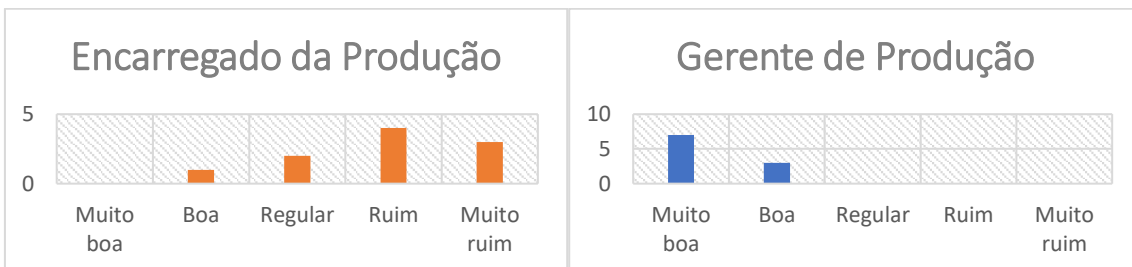 Encarregado da Produção
5
0
Muito boa
Boa
Regular
Ruim
Muito ruim
Gerente de Produção
10
5
0
Muito boa
Boa
Regular
Ruim
Muito ruim